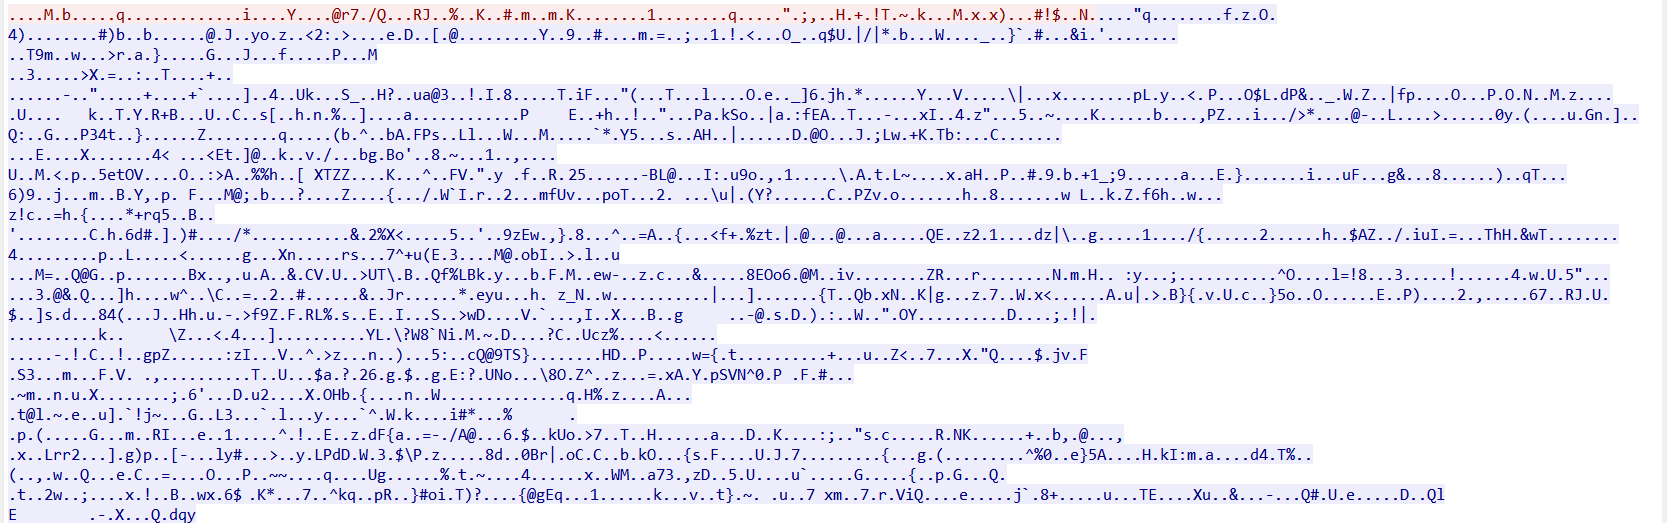 ....M.b.....q.............i....Y....@r7./Q...RJ..%..K..#.m..m.K........1........q.....".;,..H.+.!T.~.k...M.x.x)...#!$..N....."q........f.z.O.
4)........#)b..b......@.J..yo.z..<2:.>....e.D..[.@.........Y..9..#....m.=..;..1.!.<...O_..q$U.|/|*.b...W...._..}`.#...&i.'........
..T9m..w...>r.a.}.....G...J...f.....P...M
..3.....>X.=..:..T....+..
......-..".....+....+`....]..4..Uk...S_..H?..ua@3..!.I.8.....T.iF..."(...T...l....O.e.._]6.jh.*......Y...V.....\|...x........pL.y..<.P...O$L.dP&.._.W.Z..|fp....O...P.O.N..M.z....
.U....   k..T.Y.R+B...U..C..s[..h.n.%..]....a............P    E..+h..!.."...Pa.kSo..|a.:fEA..T...-...xI..4.z"...5..~....K......b....,PZ...i.../>*....@-..L....>......0y.(....u.Gn.]..
Q:..G...P34t..}......Z........q.....(b.^..bA.FPs..Ll...W...M....`*.Y5...s..AH..|......D.@O...J.;Lw.+K.Tb:...C.......
...E....X.......4< ...<Et.]@..k..v./...bg.Bo'..8.~...1..,....
U..M.<.p..5etOV....O..:>A..%%h..[ XTZZ....K...^..FV.".y .f..R.25......-BL@...I:.u9o.,.1.....\.A.t.L~....x.aH..P..#.9.b.+1_;9......a...E.}.......i...uF...g&...8......)..qT...
6)9..j...m..B.Y,.p. F...M@;.b...?....Z....{.../.W`I.r..2...mfUv...poT...2. ...\u|.(Y?......C..PZv.o.......h..8.......w L..k.Z.f6h..w...
z!c..=h.{....*+rq5..B..
'........C.h.6d#.].)#..../*...........&.2%X<.....5..'..9zEw.,}.8...^..=A..{...<f+.%zt.|.@...@...a.....QE..z2.1....dz|\..g.....1..../{......2......h..$AZ../.iuI.=...ThH.&wT........
4.........p..L.....<......g...Xn.....rs...7^+u(E.3....M@.obI..>.l..u
...M=..Q@G..p.......Bx..,.u.A..&.CV.U..>UT\.B..Qf%LBk.y...b.F.M..ew-..z.c...&.....8EOo6.@M..iv........ZR...r........N.m.H.. :y...;...........^O....l=!8...3.....!......4.w.U.5"...
...3.@&.Q...]h....w^..\C..=..2..#......&..Jr......*.eyu...h. z_N..w...........|...].......{T..Qb.xN..K|g...z.7..W.x<......A.u|.>.B}{.v.U.c..}5o..O......E..P)....2.,.....67..RJ.U.
$..]s.d...84(...J..Hh.u.-.>f9Z.F.RL%.s..E..I...S..>wD....V.`...,I..X...B..g     ..-@.s.D.).:..W..".OY..........D....;.!|.
..........k..     \Z...<.4...]..........YL.\?W8`Ni.M.~.D....?C..Ucz%....<......
.....-.!.C..!..gpZ.......:zI...V..^.>z...n..)...5:..cQ@9TS}........HD..P.....w={.t..........+...u..Z<..7...X."Q....$.jv.F
.S3...m...F.V. .,..........T..U...$a.?.26.g.$..g.E:?.UNo...\8O.Z^..z...=.xA.Y.pSVN^0.P .F.#...
.~m..n.u.X........;.6'...D.u2....X.OHb.{....n..W..............q.H%.z....A...
.t@l.~.e..u].`!j~...G..L3...`.l...y....`^.W.k....i#*...%       .
.p.(.....G...m..RI...e..1.....^.!..E..z.dF{a..=-./A@...6.$..kUo.>7..T..H......a...D..K....:;.."s.c.....R.NK......+..b,.@...,
.x..Lrr2...].g)p..[-...ly#...>..y.LPdD.W.3.$\P.z.....8d..0Br|.oC.C..b.kO...{s.F....U.J.7........{...g.(.........^%0..e}5A....H.kI:m.a....d4.T%..
(..,.w..Q...e.C..=....O...P..~~....q....Ug......%.t.~....4......x..WM..a73.,zD..5.U....u`.....G.....{..p.G...Q.
.t..2w..;....x.!..B..wx.6$ .K*...7..^kq..pR..}#oi.T)?....{@gEq...1......k...v..t}.~. .u..7 xm..7.r.ViQ....e.....j`.8+.....u...TE....Xu..&...-...Q#.U.e.....D..Ql
E        .-.X...Q.dqy